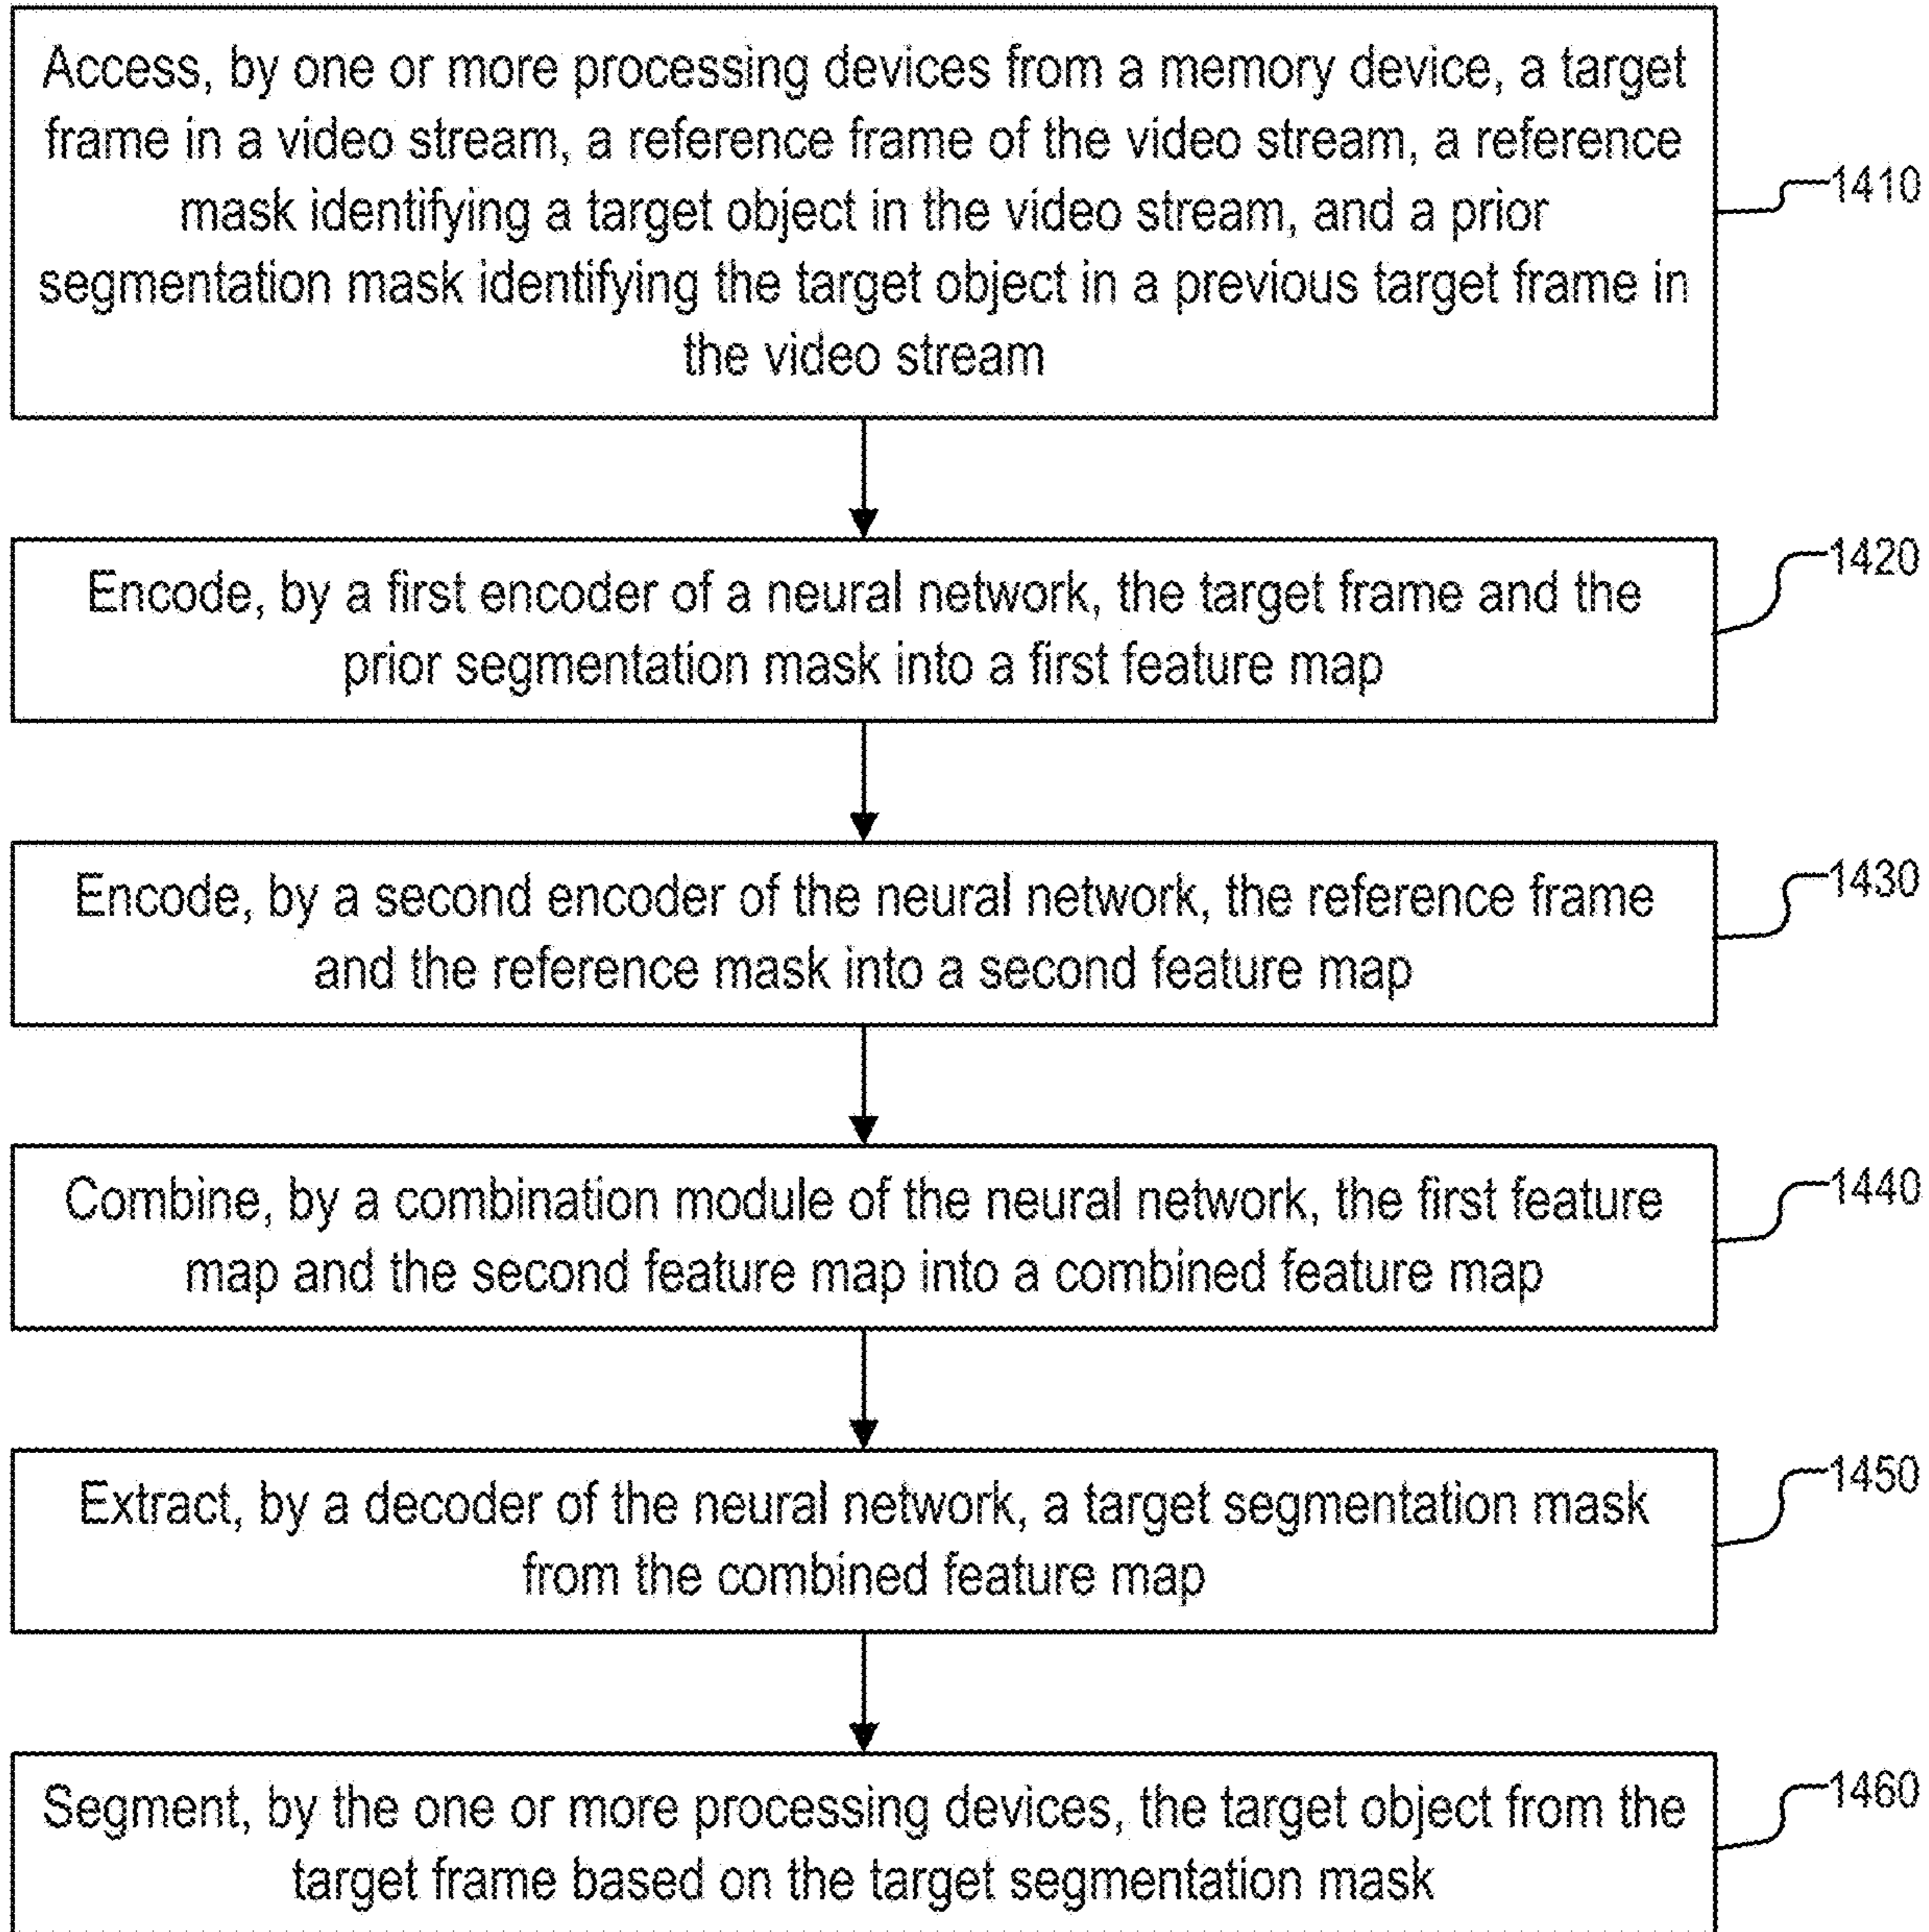 Access, by one or more processing devices from a memory device, a target
frame in a video stream, a reference frame of the video stream, a reference
mask identifying a target object in the video stream, and a prior
segmentation mask identifying the target object in a previous target frame in
the video stream
1410
Encode, by a first encoder of a neural network, the target frame and the
prior segmentation mask into a first feature map
1420
Encode, by a second encoder of the neural network, the reference frame
and the reference mask into a second feature map
1430
Combine, by a combination module of the neural network, the first feature
map and the second feature map into a combined feature map
1440
Extract, by a decoder of the neural network, a target segmentation mask
from the combined feature map
1450
Segment, by the one or more processing devices, the target object from the
target frame based on the target segmentation mask
1460